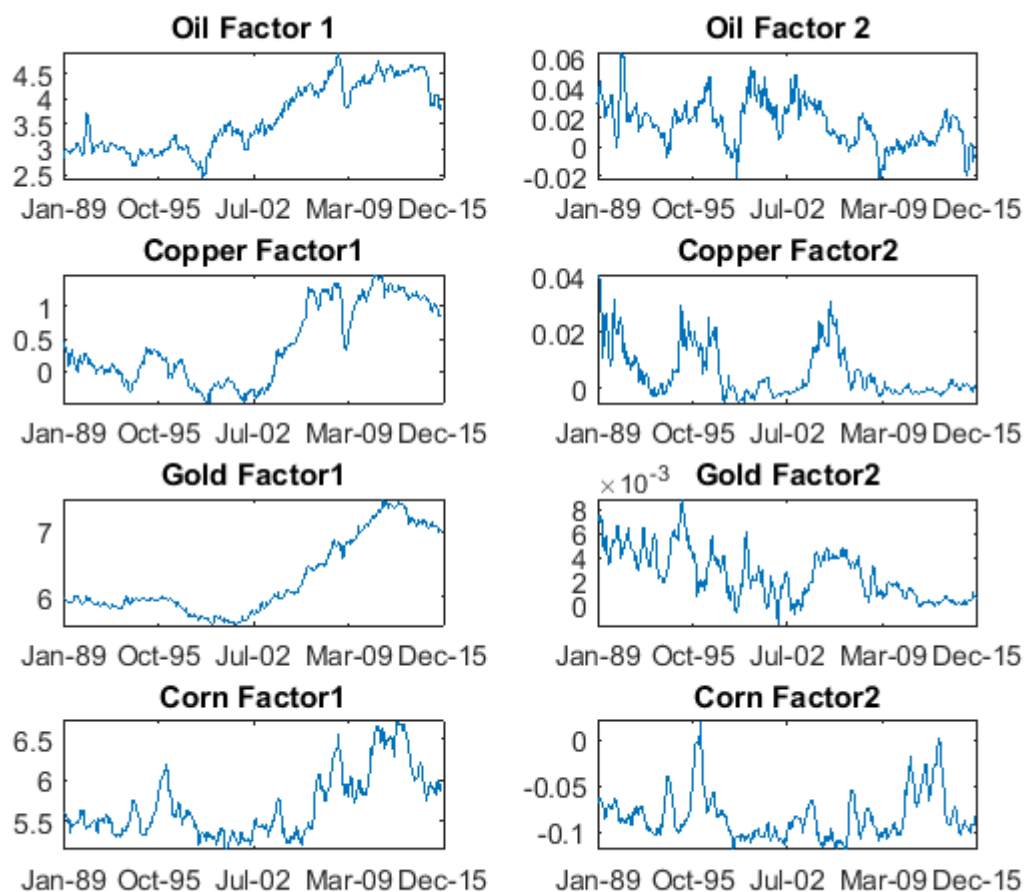 Oil Factor 1
4.5
4
3.5
3
2.5
Jan-89 Oct-95 Jul-02 Mar-09 Dec-15
Oil Factor 2
0.06
0.04
0.02
0
-0.02
Jan-89 Oct-95 Jul-02 Mar-09 Dec-15
Copper Factor1
1
0.5
0
Jan-89 Oct-95 Jul-02 Mar-09 Dec-15
Copper Factor2
0.04
0.02
0
Jan-89 Oct-95 Jul-02 Mar-09 Dec-15
Gold Factor1
7
6
Jan-89 Oct-95 Jul-02 Mar-09 Dec-15
×10⁻³ Gold Factor2
8
6
4
2
0
Jan-89 Oct-95 Jul-02 Mar-09 Dec-15
Corn Factor1
6.5
6
5.5
Jan-89 Oct-95 Jul-02 Mar-09 Dec-15
Corn Factor2
0
-0.05
-0.1
Jan-89 Oct-95 Jul-02 Mar-09 Dec-15